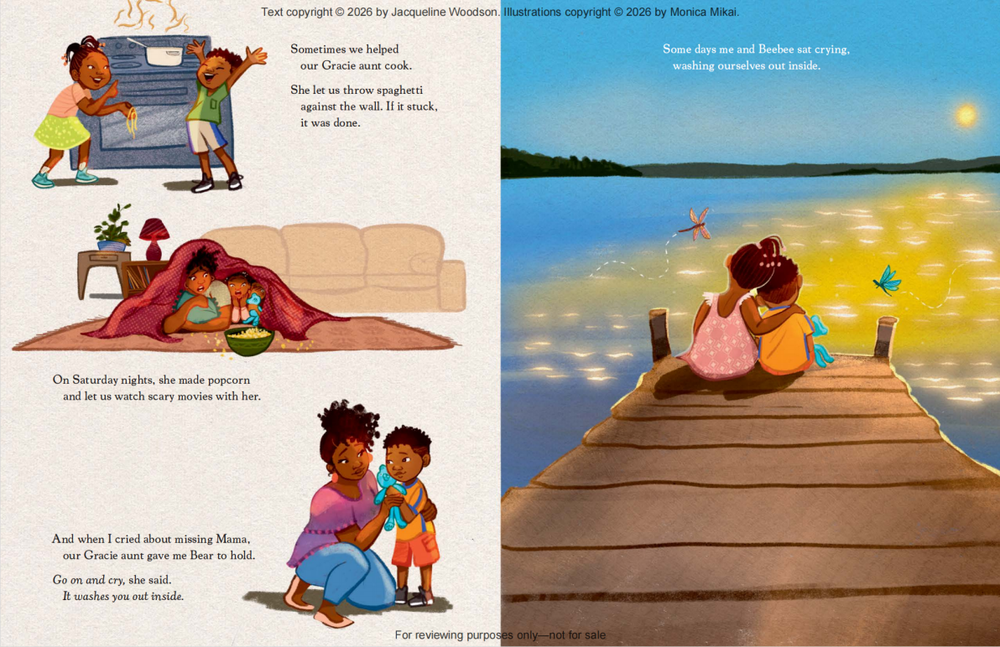 Text copyright © 2026 by Jacqueline Woodson. Illustrations copyright © 2026 by Monica Mikai.
Sometimes we helped
our Gracie aunt cook.
She let us throw spaghetti
against the wall. If it stuck,
it was done.
On Saturday nights, she made popcorn
and let us watch scary movies with her.
And when I cried about missing Mama,
our Gracie aunt gave me Bear to hold.
Go on and cry, she said.
It washes you out inside.
Some days me and Beebee sat crying,
washing ourselves out inside.
For reviewing purposes only—not for sale